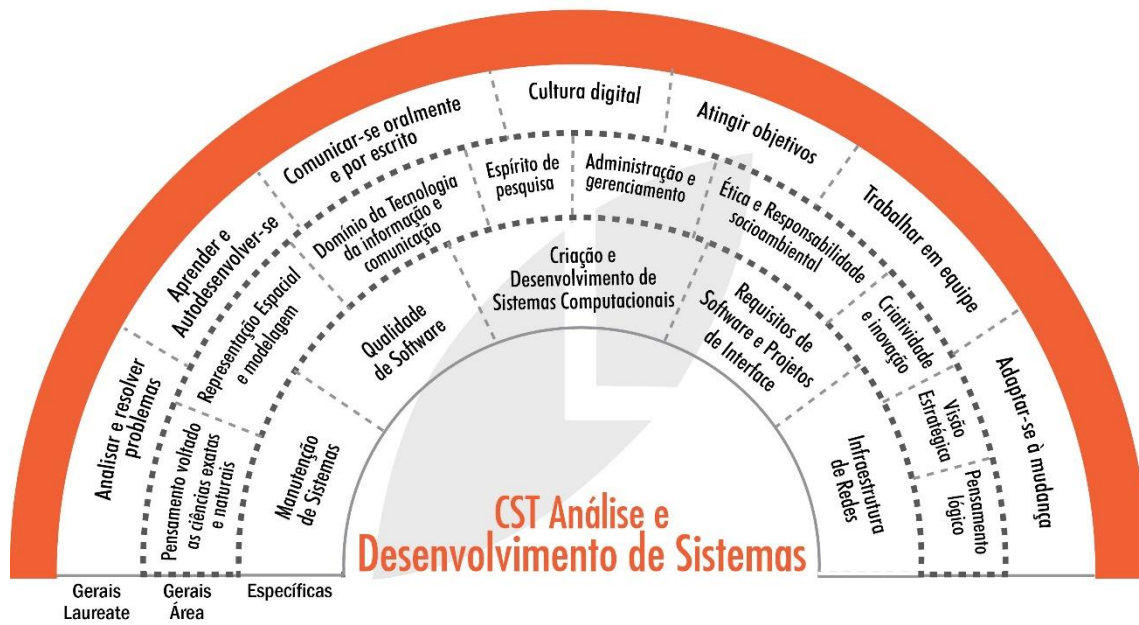 Analisar e resolver
problemas
Aprender e
Autodesenvolver-se
Comunicar-se oralmente
e por escrito
Cultura digital
Atingir objetivos
Trabalhar em equipe
Adaptar-se à mudança
Pensamento voltado
as ciências exatas
e naturais
Representação Espacial
e modelagem
Domínio da Tecnologia
da informação e
comunicação
Espírito de
pesquisa
Administração e
gerenciamento
Ética e Responsabilidade
socioambiental
Criatividade
e inovação
Visão
Estratégica
Pensamento
lógico
Manutenção
de Sistemas
Qualidade
de Software
Criação e
Desenvolvimento de
Sistemas Computacionais
Requisitos de
Software e Projetos
de Interface
Infraestrutura
de Redes
CST Análise e
Desenvolvimento de Sistemas
Gerais
Laureate
Gerais
Área
Específicas